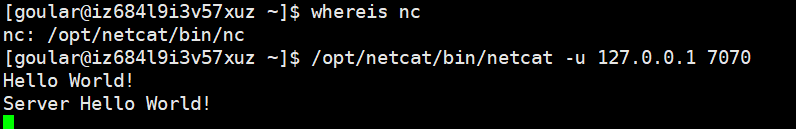 [goular@iz684l9i3v57xuz ~]$ whereis nc
nc: /opt/netcat/bin/nc
[goular@iz684l9i3v57xuz ~]$ /opt/netcat/bin/netcat -u 127.0.0.1 7070
Hello World!
Server Hello World!